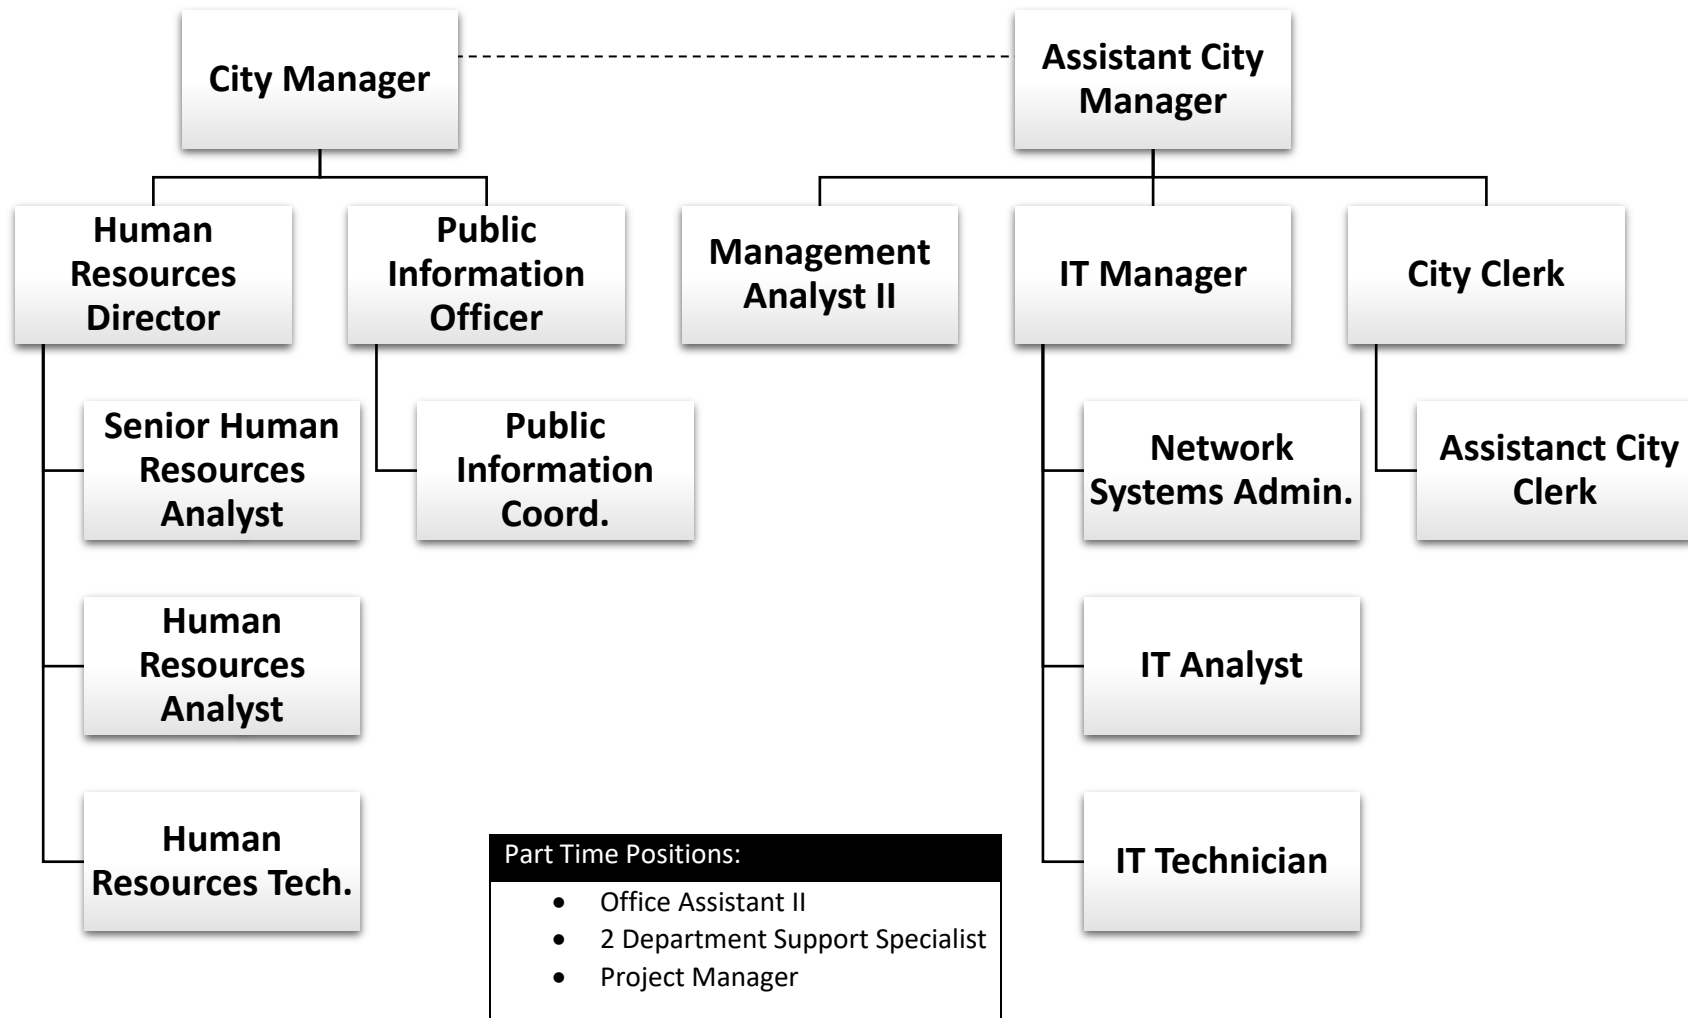 City Manager
Assistant City
Manager
Human
Resources
Director
Public
Information
Officer
Management
Analyst II
IT Manager
City Clerk
Senior Human
Resources
Analyst
Public
Information
Coord.
Network
Systems Admin.
Assistanct City
Clerk
Human
Resources
Analyst
IT Analyst
Human
Resources Tech.
IT Technician
Part Time Positions:
• Office Assistant II
• 2 Department Support Specialist
• Project Manager